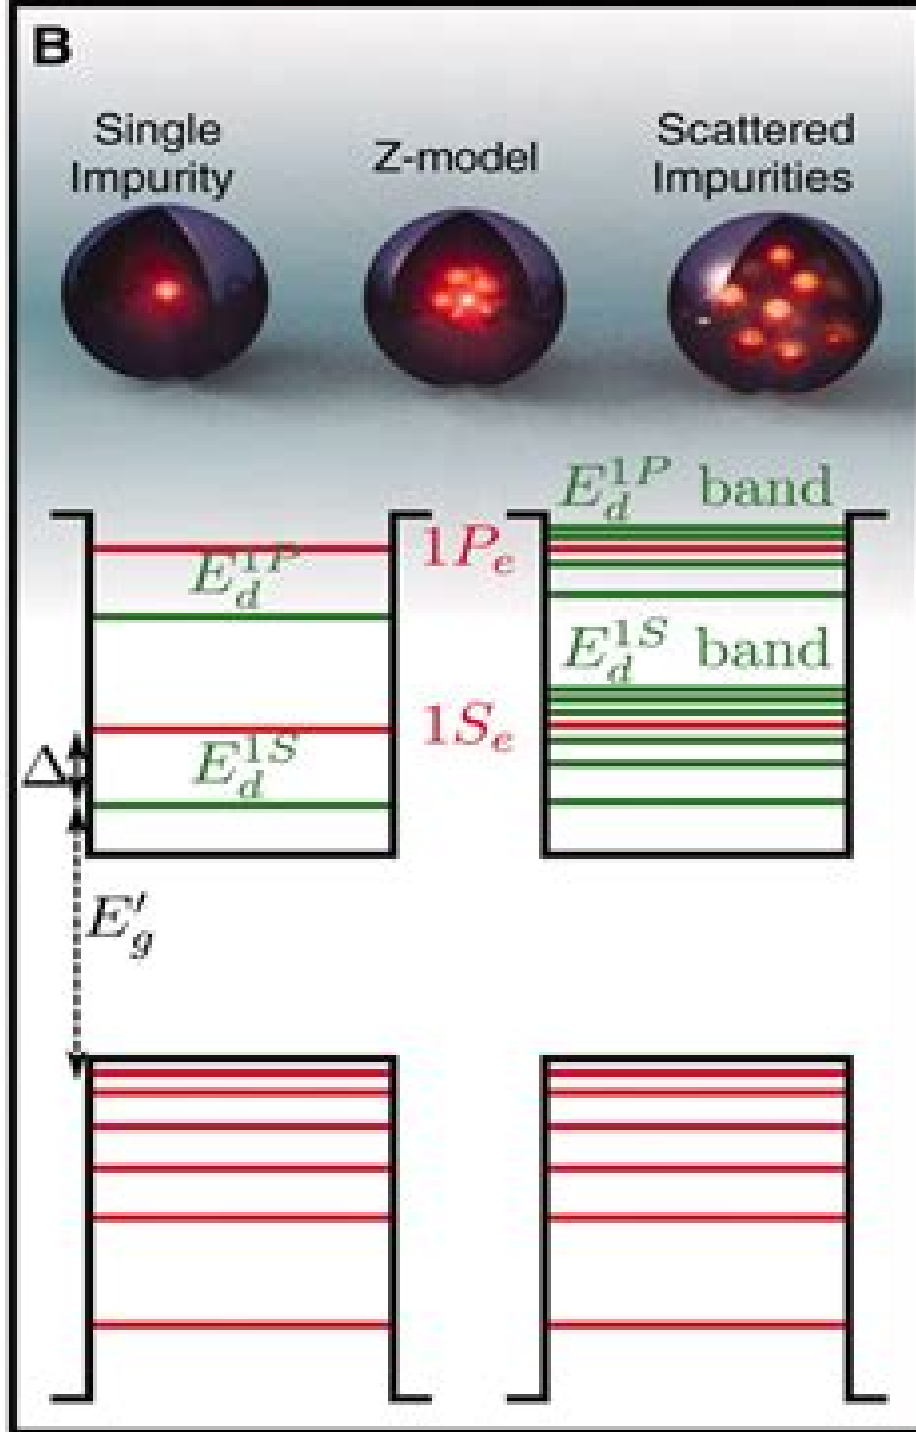 B
Single
Impurity
Z-model
Scattered
Impurities
E_d^{1P} band
E_d^{1P}
1P_e
E_d^{1S} band
1S_e
E_d^{1S}
Δ
E'_g